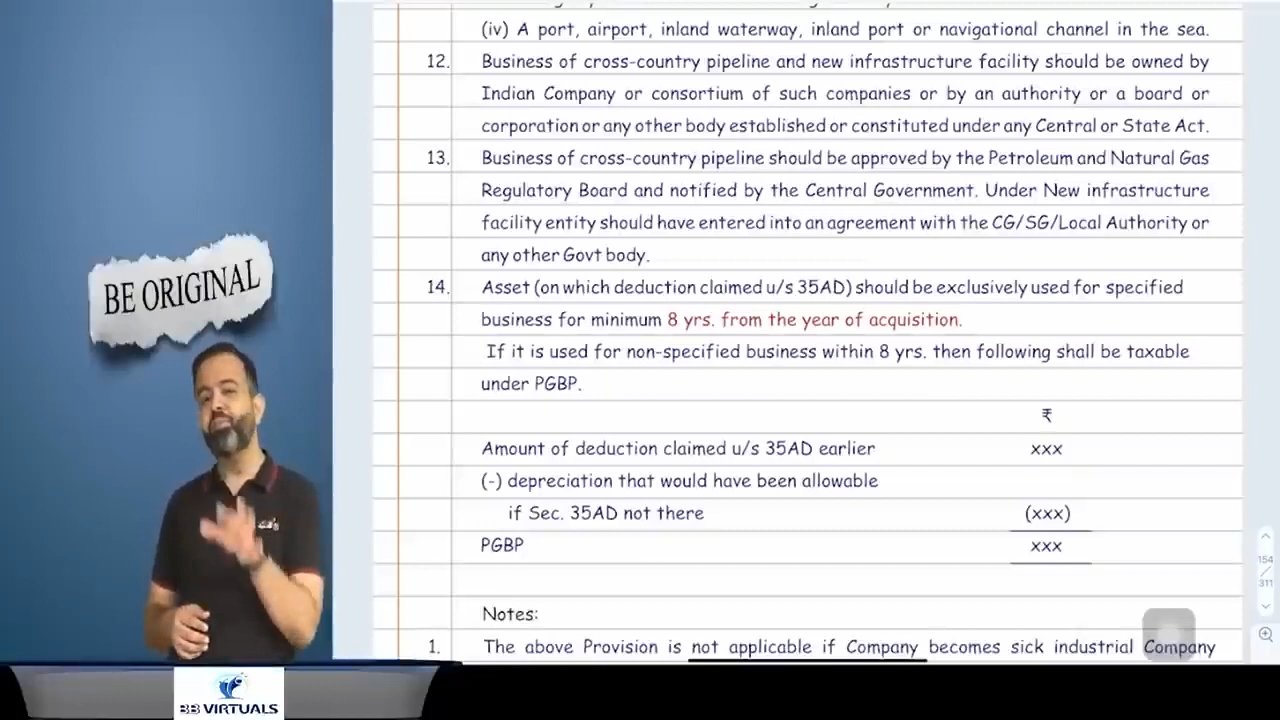 (iv) A port, airport, inland waterway, inland port or navigational channel in the sea.
12. Business of cross-country pipeline and new infrastructure facility should be owned by
Indian Company or consortium of such companies or by an authority or a board or
corporation or any other body established or constituted under any Central or State Act.
13. Business of cross-country pipeline should be approved by the Petroleum and Natural Gas
Regulatory Board and notified by the Central Government. Under New infrastructure
facility entity should have entered into an agreement with the CG/SG/Local Authority or
any other Govt body.
14. Asset (on which deduction claimed u/s 35AD) should be exclusively used for specified
business for minimum 8 yrs. from the year of acquisition.
If it is used for non-specified business within 8 yrs. then following shall be taxable
under PGBP.
₹
Amount of deduction claimed u/s 35AD earlier xxx
(-) depreciation that would have been allowable
if Sec. 35AD not there (xxx)
PGBP xxx
Notes:
1. The above Provision is not applicable if Company becomes sick industrial Company
BE ORIGINAL
BB VIRTUALS
154
/
311